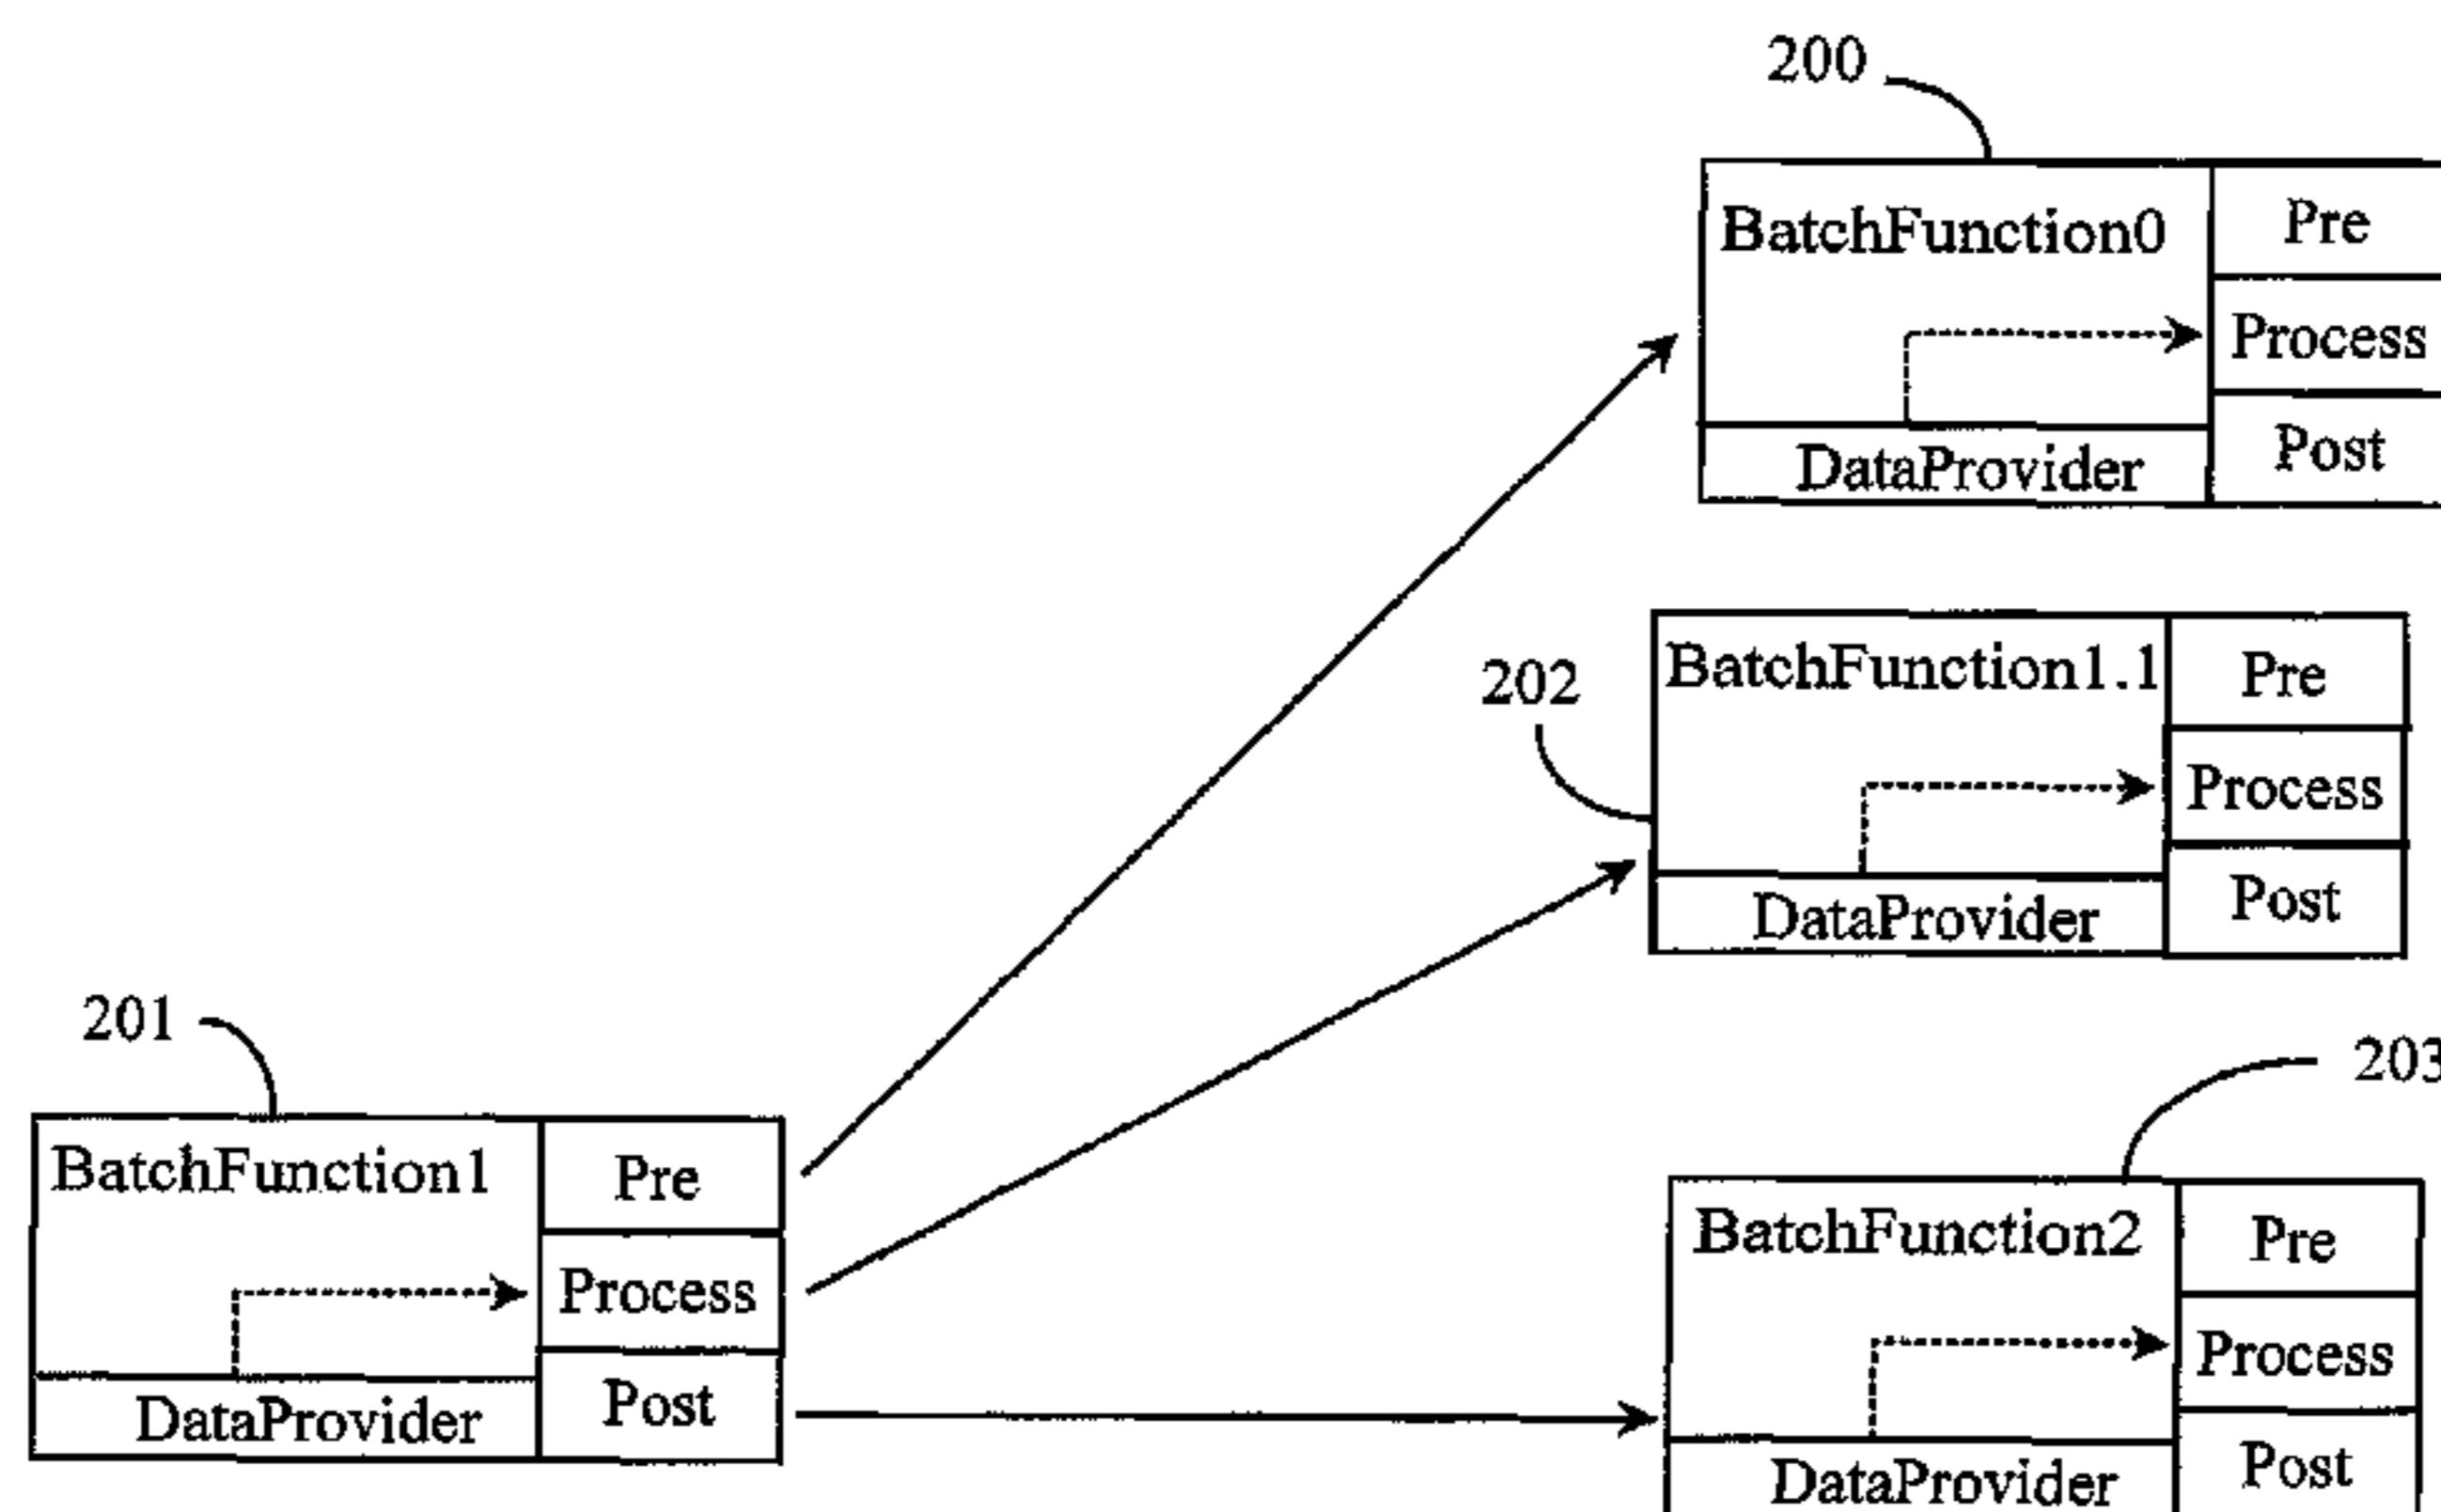 200
BatchFunction0
Pre
Process
Post
DataProvider
202
BatchFunction1.1
Pre
Process
Post
DataProvider
201
BatchFunction1
Pre
Process
Post
DataProvider
203
BatchFunction2
Pre
Process
Post
DataProvider